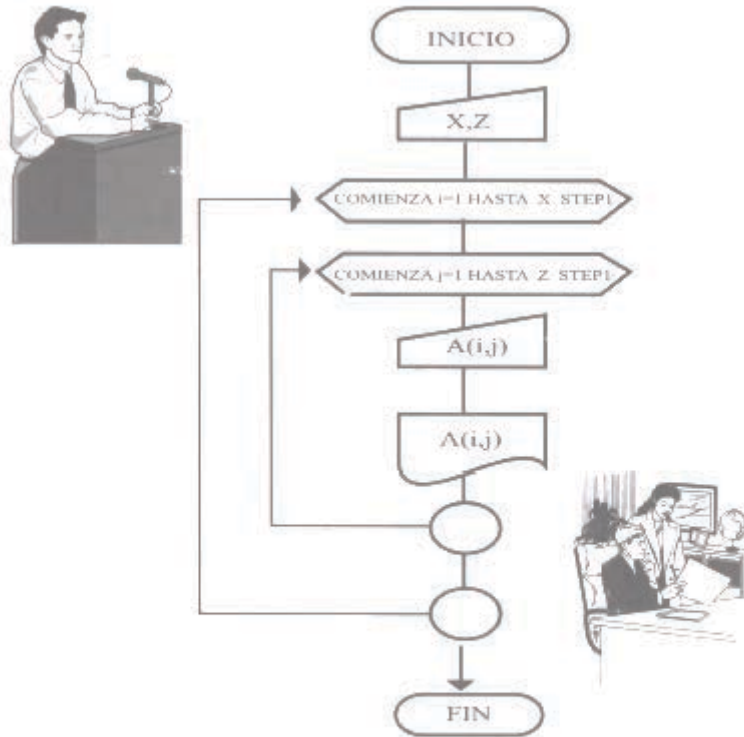 INICIO
X,Z
COMIENZA i=1 HASTA X STEP1
COMIENZA j=1 HASTA Z STEP1
A(i,j)
A(i,j)
FIN